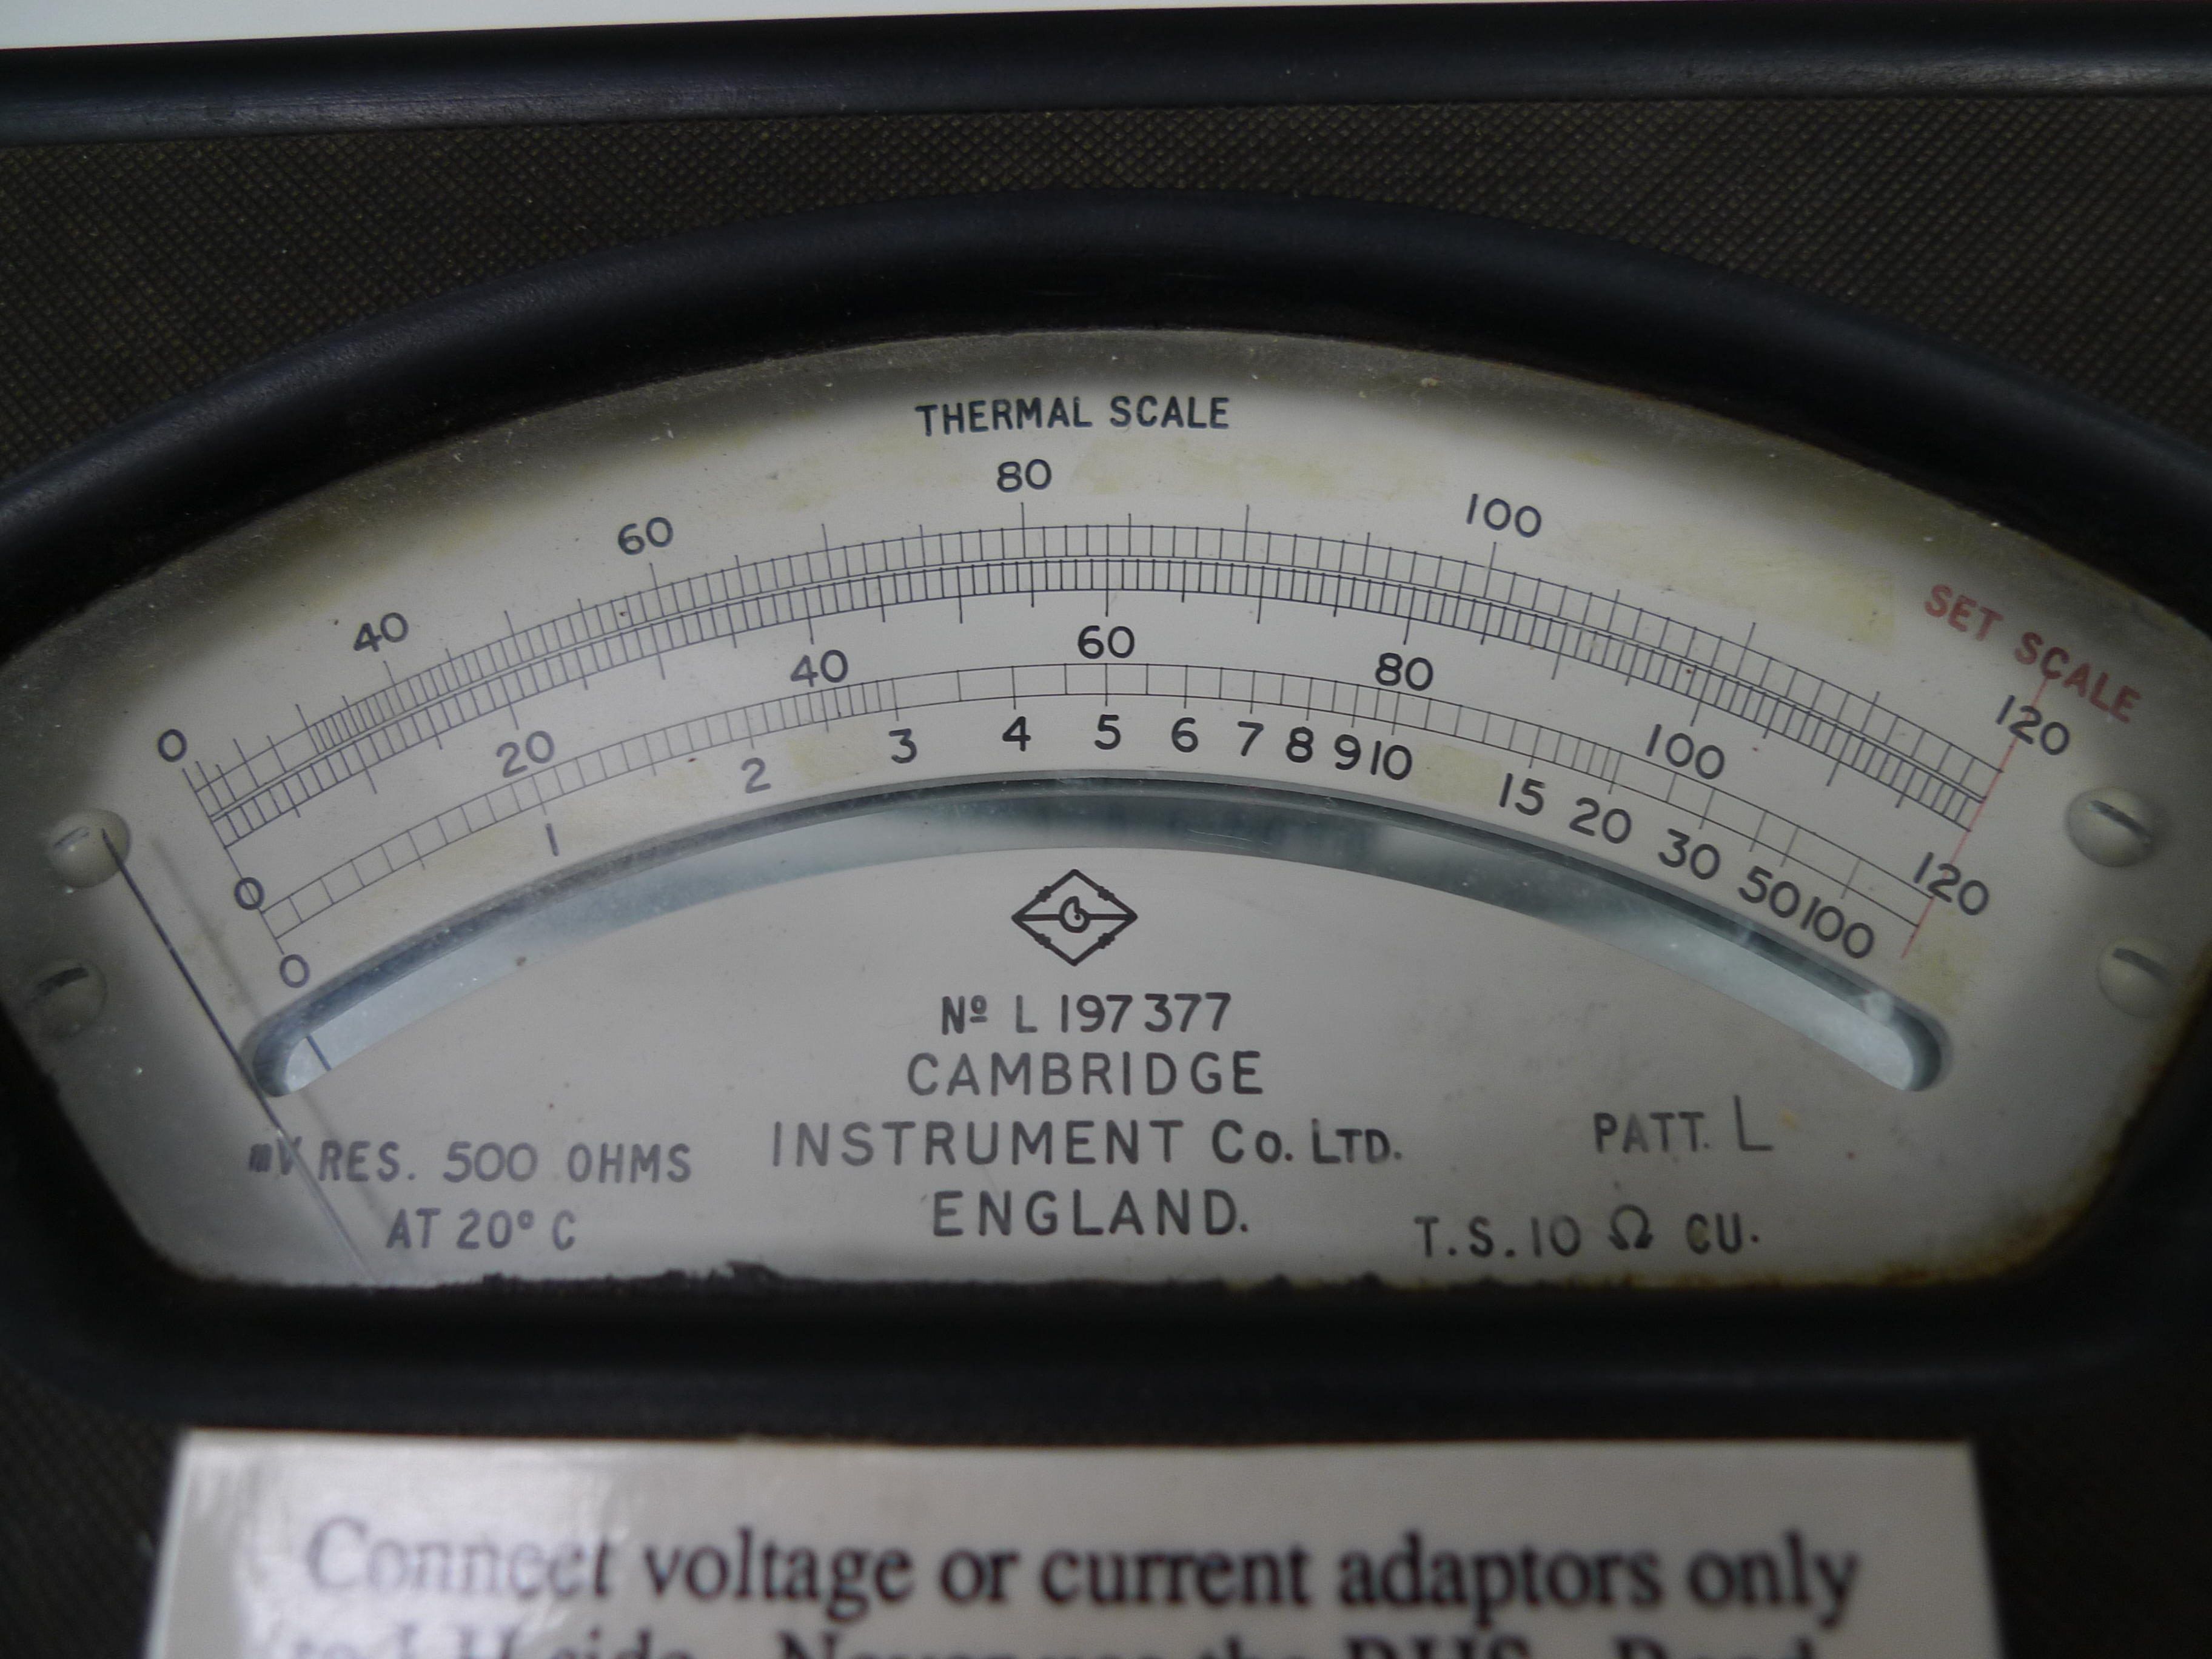 THERMAL SCALE
0 40 60 80 100 120
SET SCALE
0 20 40 60 80 100 120
0 1 2 3 4 5 6 7 8 9 10 15 20 30 50 100
Nº L 197377
CAMBRIDGE
INSTRUMENT Co. LTD.
ENGLAND.
mV RES. 500 OHMS
AT 20° C
PATT. L
T.S. 10 Ω CU.
Connect voltage or current adaptors only